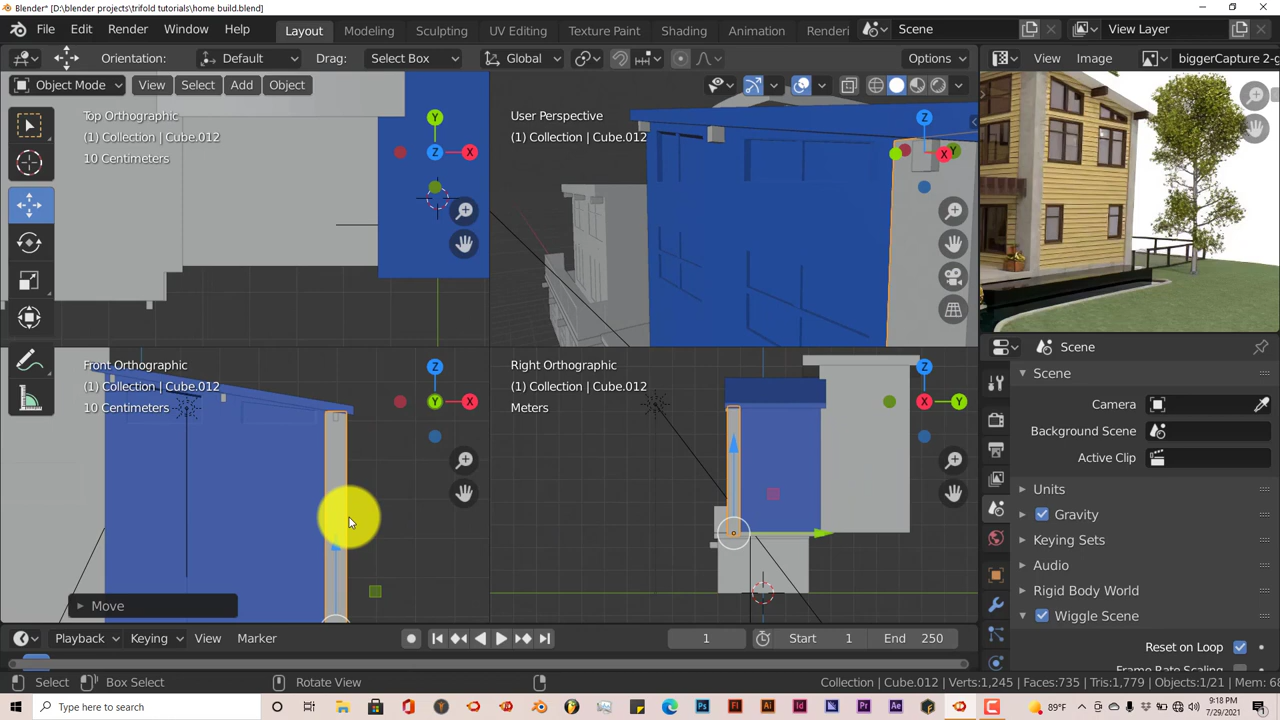 Blender* [D:\blender projects\trifold tutorials\home build.blend]
File Edit Render Window Help Layout Modeling Sculpting UV Editing Texture Paint Shading Animation Renderi Scene View Layer
Orientation: Default Drag: Select Box Global Options View Image biggerCapture 2-g
Object Mode View Select Add Object
Top Orthographic
(1) Collection | Cube.012
10 Centimeters
User Perspective
(1) Collection | Cube.012
Front Orthographic
(1) Collection | Cube.012
10 Centimeters
Right Orthographic
(1) Collection | Cube.012
Meters
Move
Scene
Scene
Camera
Background Scene
Active Clip
Units
Gravity
Keying Sets
Audio
Rigid Body World
Wiggle Scene
Reset on Loop
Frame Rate Scaling
Playback Keying View Marker 1 Start 1 End 250
Select Box Select Rotate View Collection | Cube.012 | Verts:1,245 | Faces:735 | Tris:1,779 | Objects:1/21 | Mem: 68
Type here to search 89°F 9:18 PM
7/29/2021